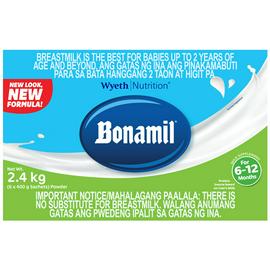 BREASTMILK IS THE BEST FOR BABIES UP TO 2 YEARS OF
AGE AND BEYOND. ANG GATAS NG INA ANG PINAKAMABUTI
PARA SA BATA HANGGANG 2 TAON AT HIGIT PA.
Wyeth | Nutrition
NEW LOOK,
NEW
FORMULA!
Bonamil
Net Wt.
2.4 kg
(6 x 400 g Sachets) Powder
For
6-12
Months
IMPORTANT NOTICE/MAHALAGANG PAALALA: THERE IS
NO SUBSTITUTE FOR BREASTMILK. WALANG ANUMANG
GATAS ANG PWEDENG IPALIT SA GATAS NG INA.